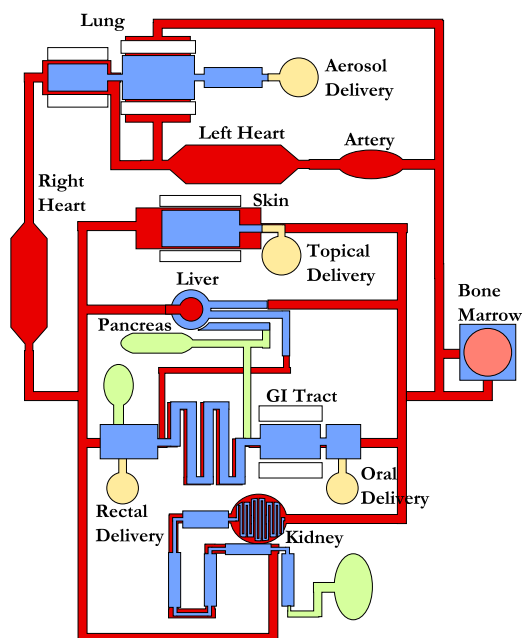 Lung
Aerosol
Delivery
Left Heart
Artery
Right
Heart
Skin
Topical
Delivery
Liver
Bone
Marrow
Pancreas
GI Tract
Oral
Delivery
Rectal
Delivery
Kidney